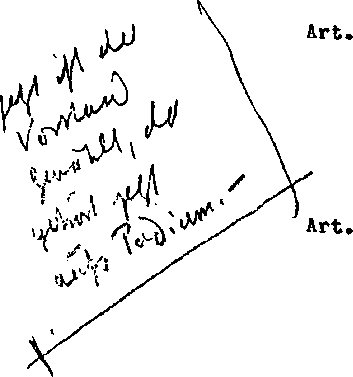 Art.
jetzt ist der
Vorstand
gewählt, der
gehört jetzt
aufs Podium.-
Art.